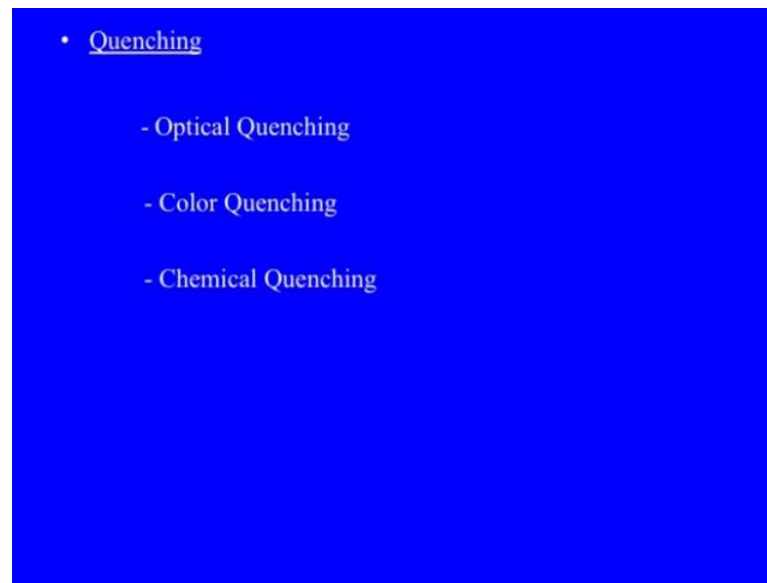 • Quenching
- Optical Quenching
- Color Quenching
- Chemical Quenching